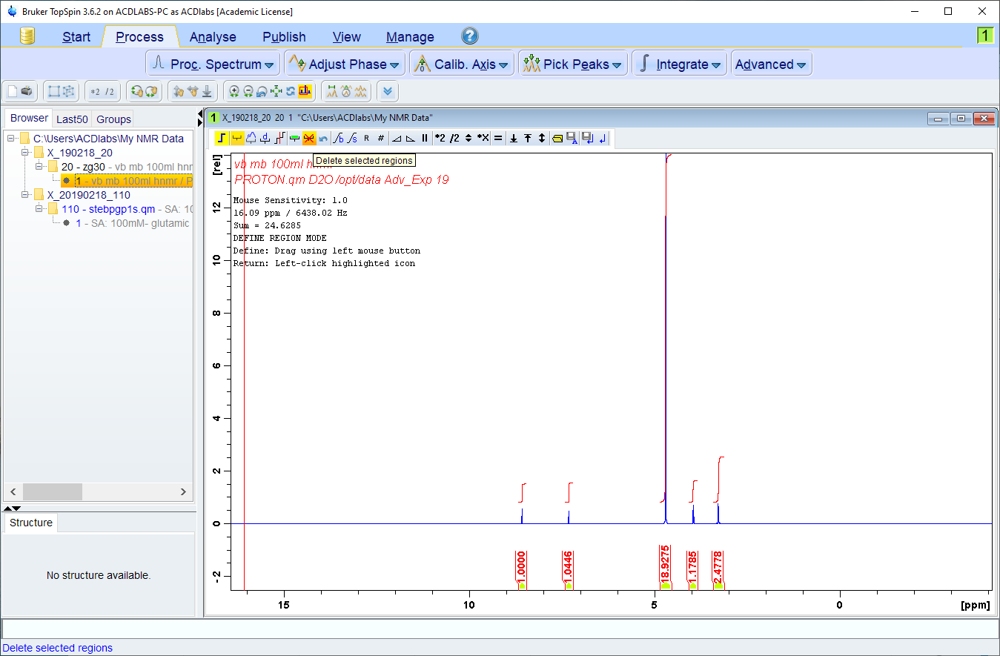 Bruker TopSpin 3.6.2 on ACDLABS-PC as ACDlabs [Academic License]
Start Process Analyse Publish View Manage ? 1
Proc. Spectrum Adjust Phase Calib. Axis Pick Peaks Integrate Advanced
*2 /2
Browser Last50 Groups
C:\Users\ACDlabs\My NMR Data
X_190218_20
20 - zg30 - vb mb 100ml hnmr
1 - vb mb 100ml hnmr / P
X_20190218_110
110 - stebpgp1s.qm - SA: 10
1 - SA: 100mM- glutamic
Structure
No structure available.
1 X_190218_20 20 1 "C:\Users\ACDlabs\My NMR Data"
R # *2 /2 *X =
Delete selected regions
vb mb 100ml hnmr
PROTON.qm D2O /opt/data Adv_Exp 19
Mouse Sensitivity: 1.0
16.09 ppm / 6438.02 Hz
Sum = 24.6285
DEFINE REGION MODE
Define: Drag using left mouse button
Return: Left-click highlighted icon
[rel]
12
10
8
6
4
2
0
-2
1.0000 1.0446 18.9275 1.1785 2.4778
15 10 5 0 [ppm]
Delete selected regions